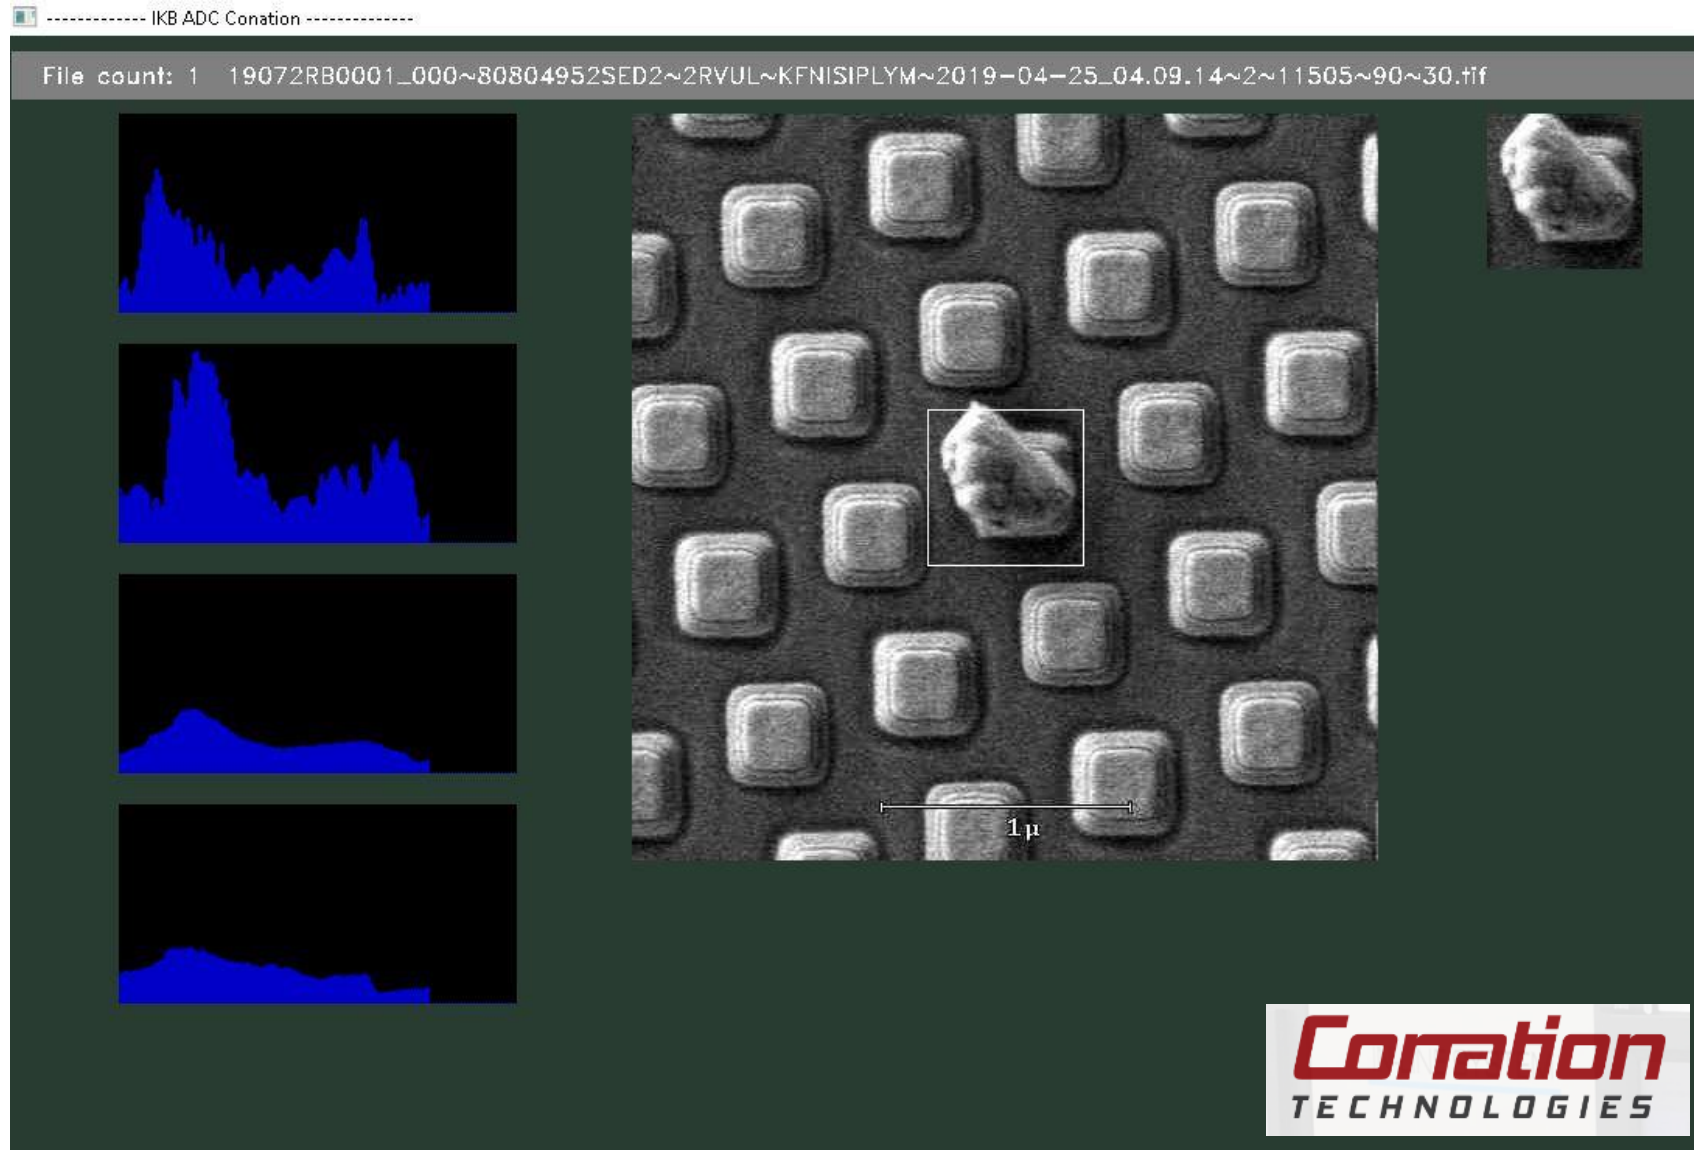 ------------- IKB ADC Conation --------------
File count: 1 19072RB0001_000~80804952SED2~2RVUL~KFNISIPLYM~2019-04-25_04.09.14~2~11505~90~30.tif
1μ
Conation
TECHNOLOGIES